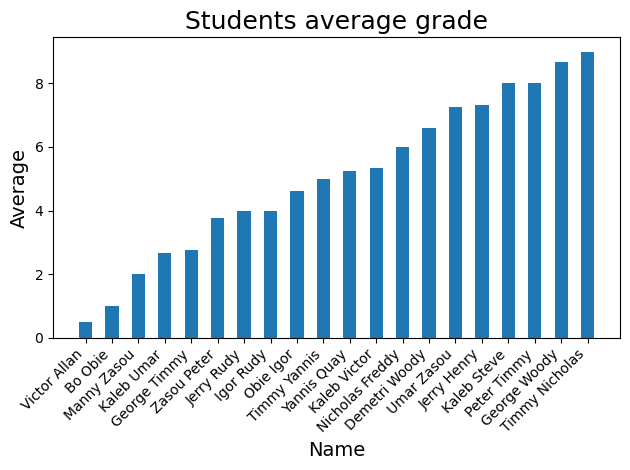 Students average grade
Average
8
6
4
2
0
Victor Allan
Bo Obie
Manny Zasou
Kaleb Umar
George Timmy
Zasou Peter
Jerry Rudy
Igor Rudy
Obie Igor
Timmy Yannis
Yannis Quay
Kaleb Victor
Nicholas Freddy
Demetri Woody
Umar Zasou
Jerry Henry
Kaleb Steve
Peter Timmy
George Woody
Timmy Nicholas
Name